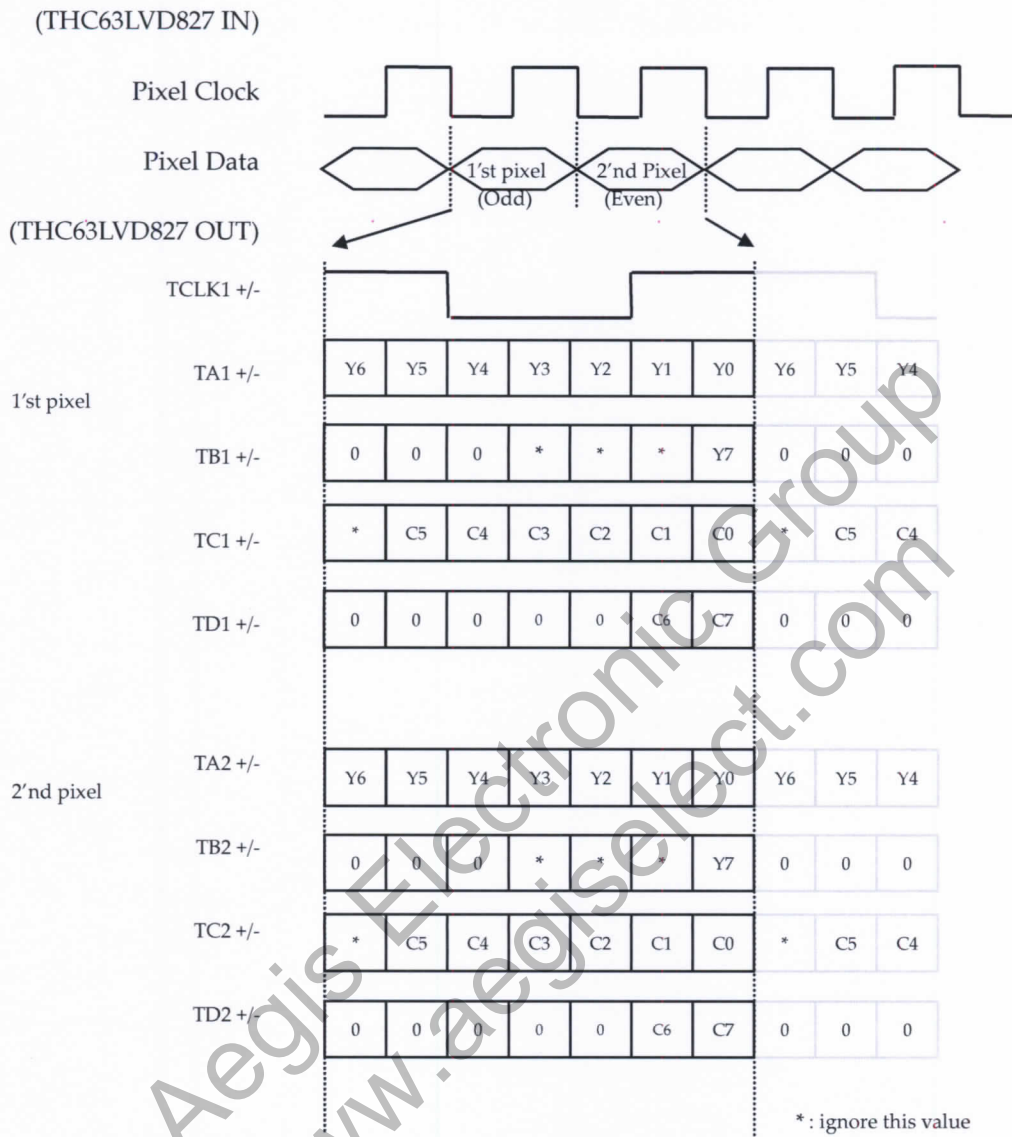 (THC63LVD827 IN)
Pixel Clock
Pixel Data
1'st pixel
(Odd)
2'nd Pixel
(Even)
(THC63LVD827 OUT)
TCLK1 +/-
1'st pixel
TA1 +/- Y6 Y5 Y4 Y3 Y2 Y1 Y0 Y6 Y5 Y4
TB1 +/- 0 0 0 * * * Y7 0 0 0
TC1 +/- * C5 C4 C3 C2 C1 C0 * C5 C4
TD1 +/- 0 0 0 0 0 C6 C7 0 0 0
2'nd pixel
TA2 +/- Y6 Y5 Y4 Y3 Y2 Y1 Y0 Y6 Y5 Y4
TB2 +/- 0 0 0 * * * Y7 0 0 0
TC2 +/- * C5 C4 C3 C2 C1 C0 * C5 C4
TD2 +/- 0 0 0 0 0 C6 C7 0 0 0
* : ignore this value
Aegis Electronic Group
ww.aegiselect.com